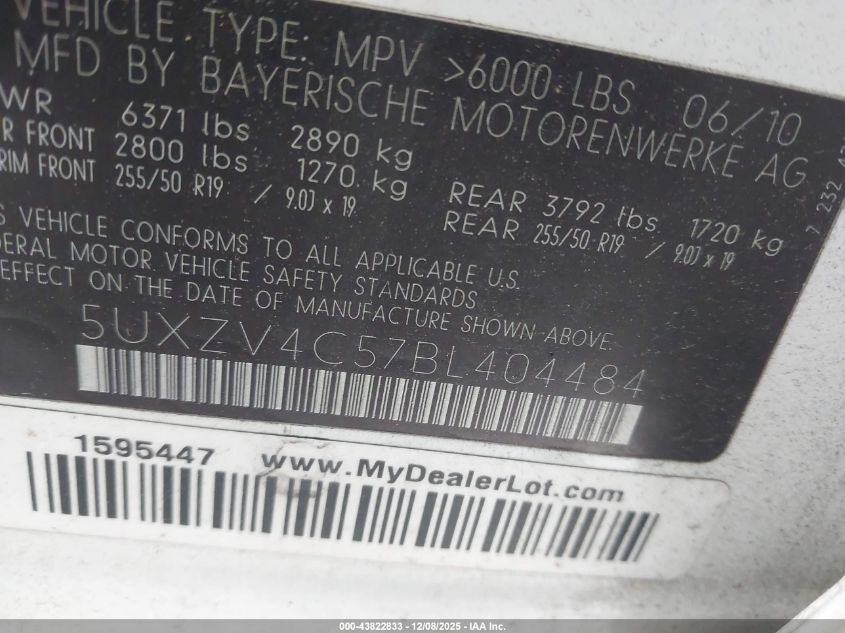 VEHICLE TYPE: MPV >6000 LBS 06/10
MFD BY BAYERISCHE MOTORENWERKE AG
WR 6371 lbs 2890 kg
R FRONT 2800 lbs 1270 kg REAR 3792 lbs 1720 kg
RIM FRONT 255/50 R19 / 9.0J x 19 REAR 255/50 R19 / 9.0J x 19
S VEHICLE CONFORMS TO ALL APPLICABLE U.S.
DERAL MOTOR VEHICLE SAFETY STANDARDS
EFFECT ON THE DATE OF MANUFACTURE SHOWN ABOVE.
5UXZV4C57BL404484
7 232
1595447 www.MyDealerLot.com
000-43822833 - 12/08/2025 - IAA Inc.